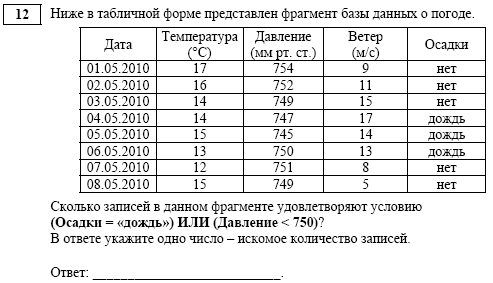 12 Ниже в табличной форме представлен фрагмент базы данных о погоде.
Дата Температура (°C) Давление (мм рт. ст.) Ветер (м/с) Осадки
01.05.2010 17 754 9 нет
02.05.2010 16 752 11 нет
03.05.2010 14 749 15 нет
04.05.2010 14 747 17 дождь
05.05.2010 15 745 14 дождь
06.05.2010 13 750 13 дождь
07.05.2010 12 751 8 нет
08.05.2010 15 749 5 нет
Сколько записей в данном фрагменте удовлетворяют условию
(Осадки = «дождь») ИЛИ (Давление < 750)?
В ответе укажите одно число – искомое количество записей.
Ответ: ___________________________.